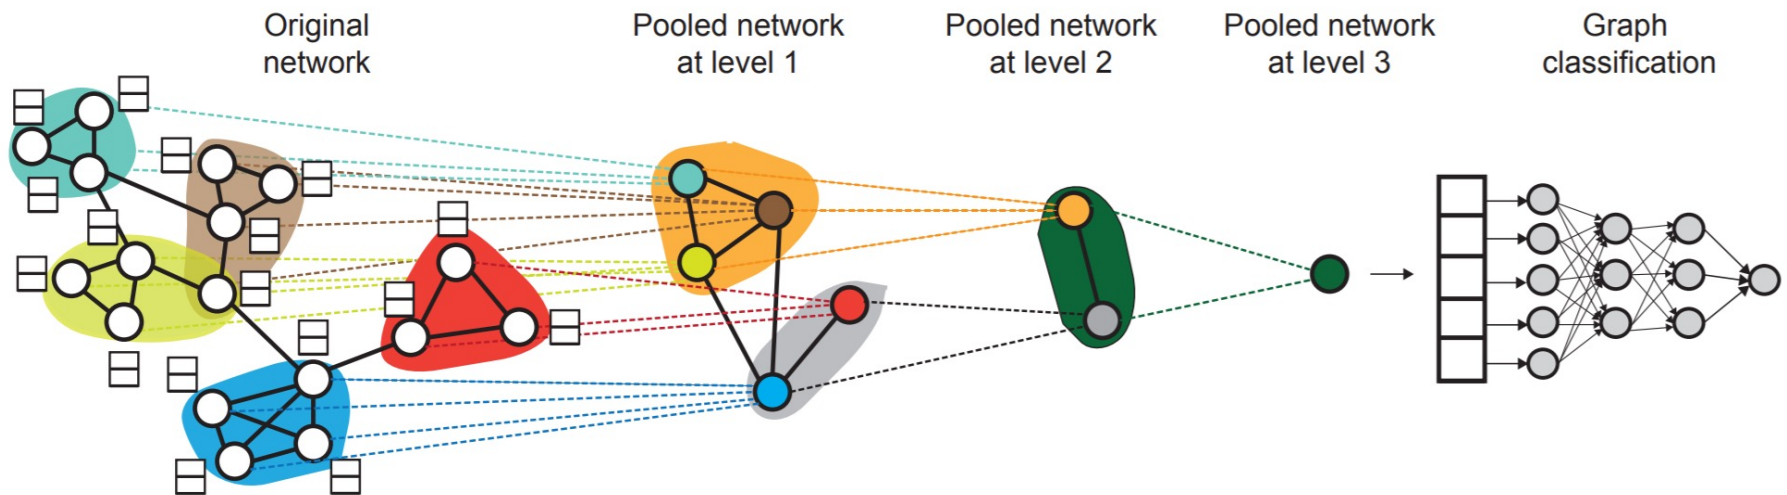 Original
network
Pooled network
at level 1
Pooled network
at level 2
Pooled network
at level 3
Graph
classification